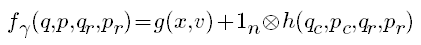 f_γ(q,p,q_r,p_r)=g(x,v)+1_n⊗h(q_c,p_c,q_r,p_r)